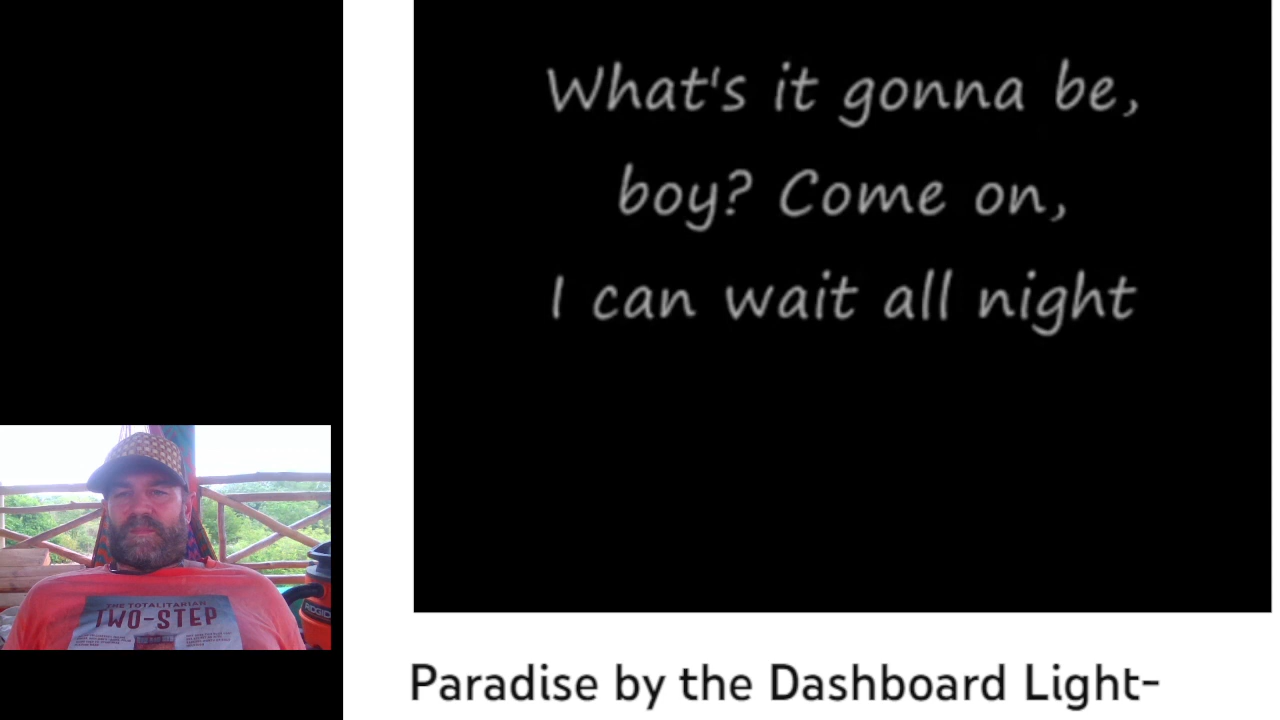 What's it gonna be,
boy? Come on,
I can wait all night
THE TOTALITARIAN
TWO-STEP
RIDGID
Paradise by the Dashboard Light-